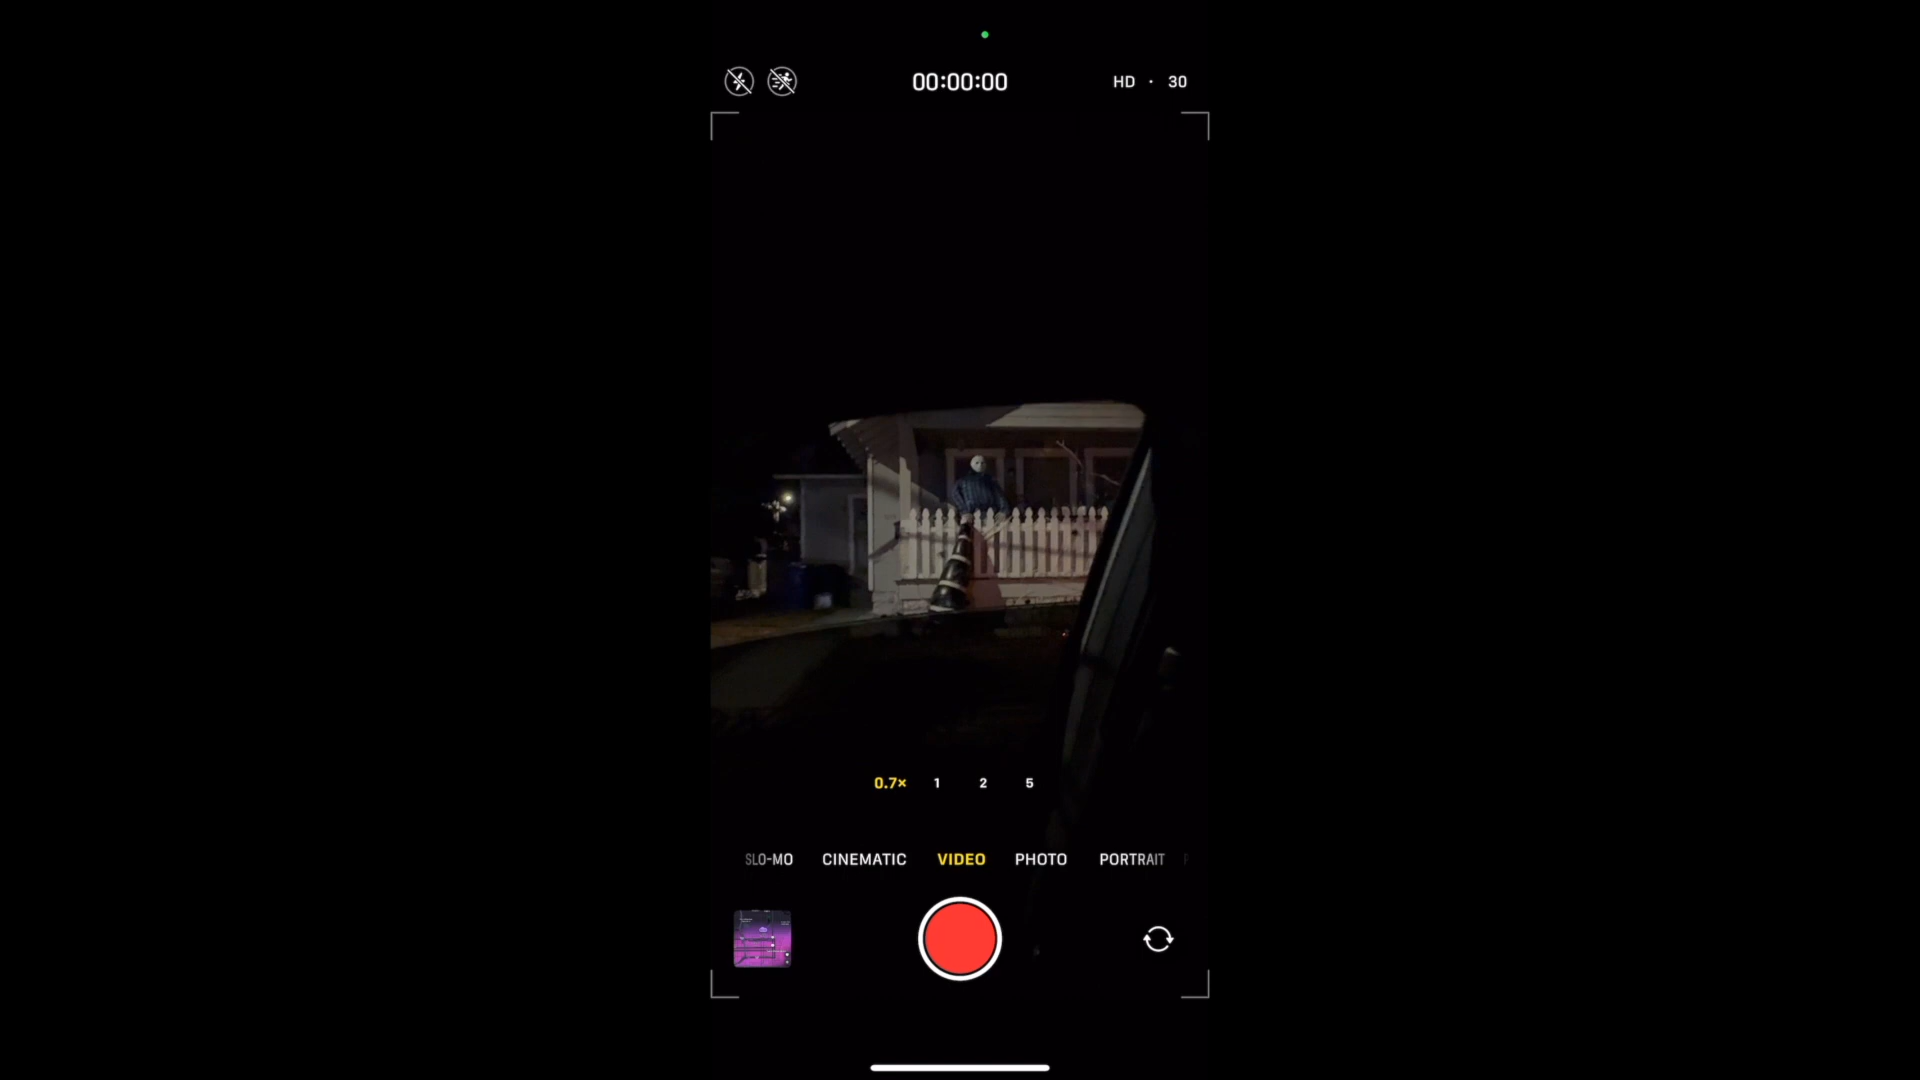 00:00:00
HD · 30
0.7× 1 2 5
SLO-MO CINEMATIC VIDEO PHOTO PORTRAIT